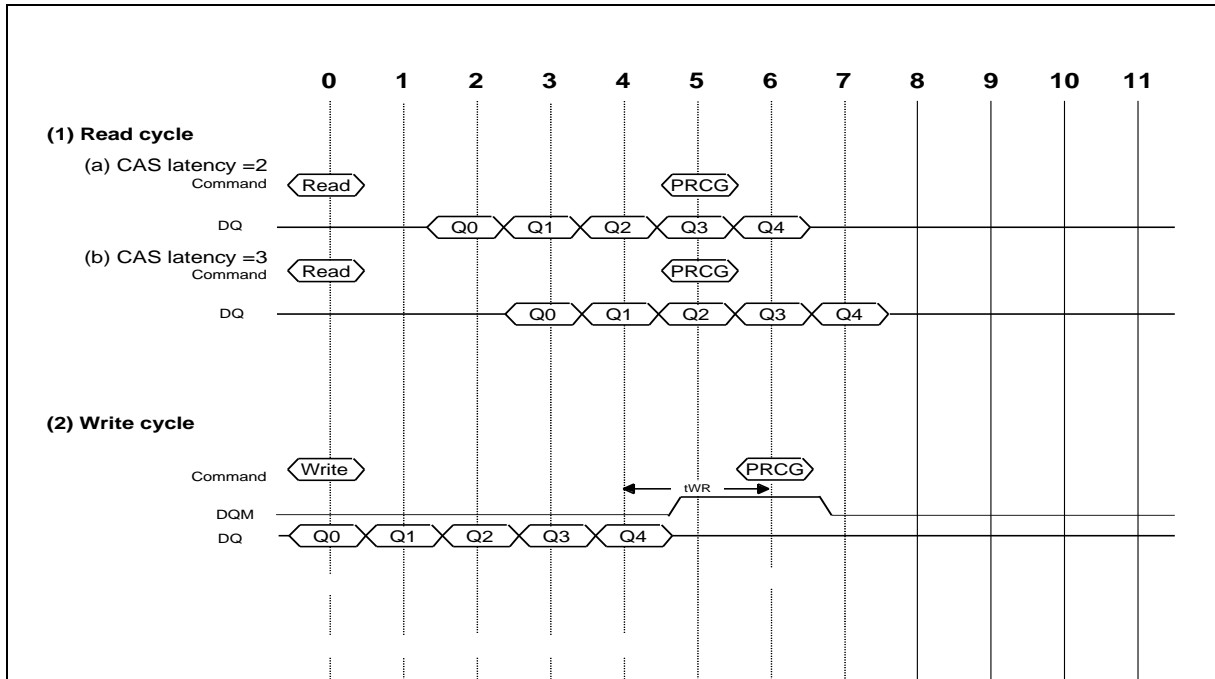 0 1 2 3 4 5 6 7 8 9 10 11
(1) Read cycle
(a) CAS latency =2
Command Read PRCG
DQ Q0 Q1 Q2 Q3 Q4
(b) CAS latency =3
Command Read PRCG
DQ Q0 Q1 Q2 Q3 Q4
(2) Write cycle
Command Write PRCG
tWR
DQM
DQ Q0 Q1 Q2 Q3 Q4